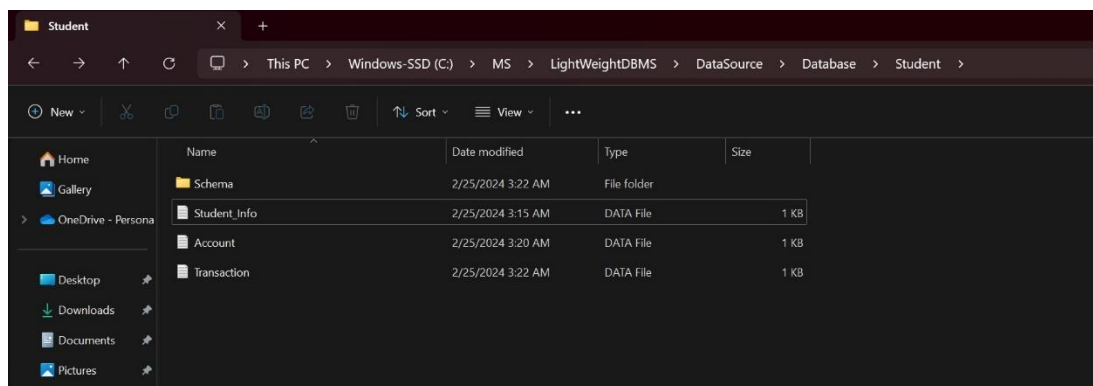 Student
This PC > Windows-SSD (C:) > MS > LightWeightDBMS > DataSource > Database > Student >
New Sort View
Name Date modified Type Size
Home
Gallery
OneDrive - Persona
Desktop
Downloads
Documents
Pictures
Schema 2/25/2024 3:22 AM File folder
Student_Info 2/25/2024 3:15 AM DATA File 1 KB
Account 2/25/2024 3:20 AM DATA File 1 KB
Transaction 2/25/2024 3:22 AM DATA File 1 KB